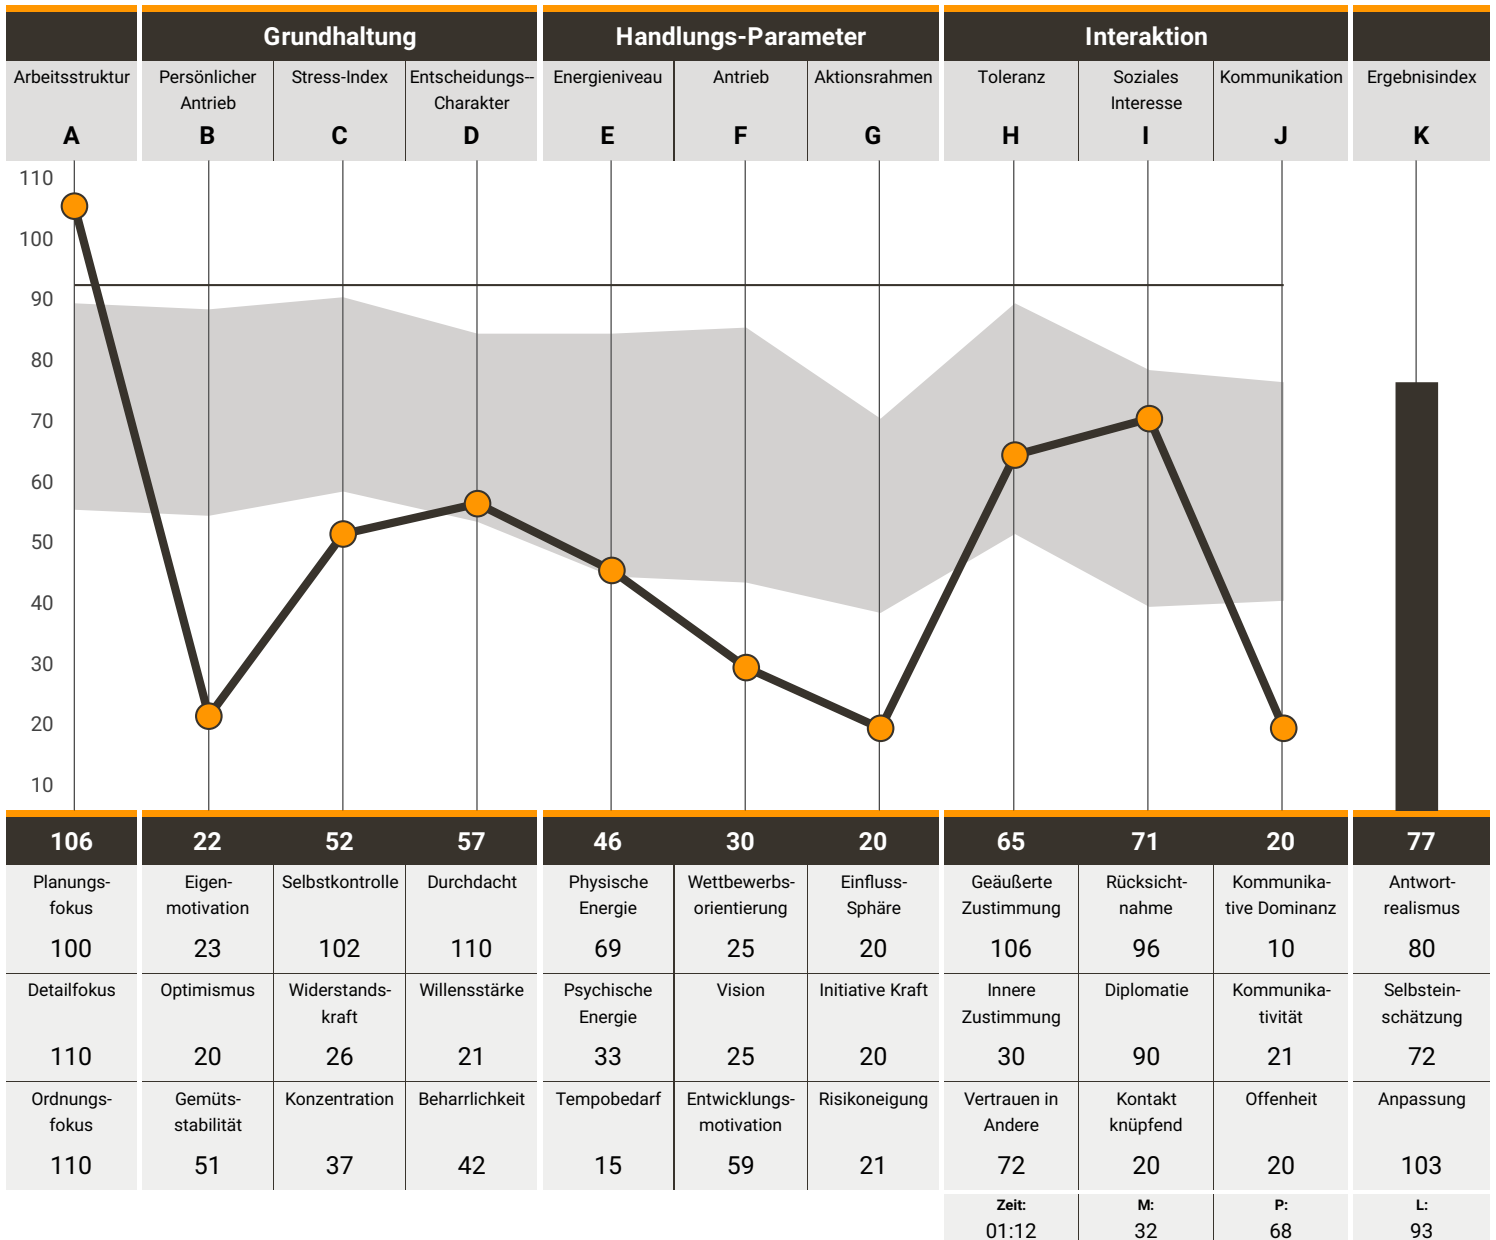 Grundhaltung Handlungs-Parameter Interaktion
Arbeitsstruktur Persönlicher Stress-Index Entscheidungs-- Energieniveau Antrieb Aktionsrahmen Toleranz Soziales Kommunikation Ergebnisindex
Antrieb Charakter Interesse
A B C D E F G H I J K
110
100
90
80
70
60
50
40
30
20
10
106 22 52 57 46 30 20 65 71 20 77
Planungs- Eigen- Selbstkontrolle Durchdacht Physische Wettbewerbs- Einfluss- Geäußerte Rücksicht- Kommunika- Antwort-
fokus motivation Energie orientierung Sphäre Zustimmung nahme tive Dominanz realismus
100 23 102 110 69 25 20 106 96 10 80
Detailfokus Optimismus Widerstands- Willensstärke Psychische Vision Initiative Kraft Innere Diplomatie Kommunika- Selbstein-
kraft Energie Zustimmung tivität schätzung
110 20 26 21 33 25 20 30 90 21 72
Ordnungs- Gemüts- Konzentration Beharrlichkeit Tempobedarf Entwicklungs- Risikoneigung Vertrauen in Kontakt Offenheit Anpassung
fokus stabilität motivation Andere knüpfend
110 51 37 42 15 59 21 72 20 20 103
Zeit: M: P: L:
01:12 32 68 93